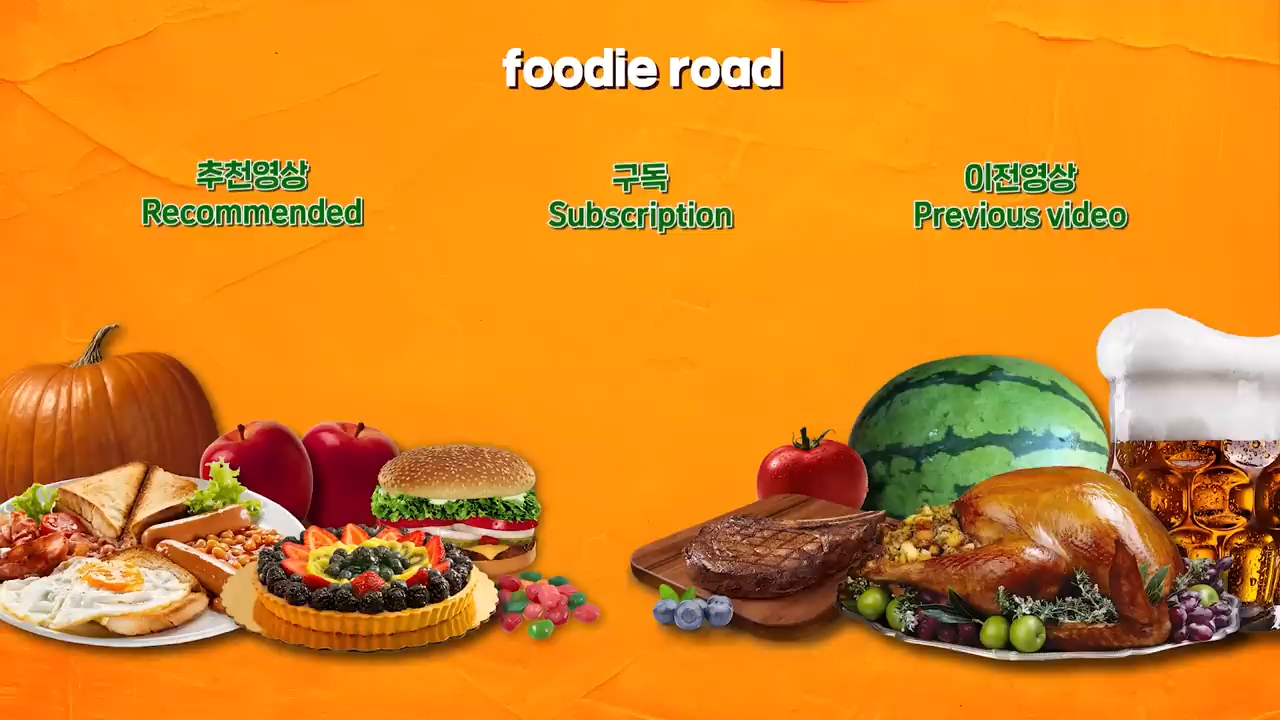 foodie road
추천영상
Recommended
구독
Subscription
이전영상
Previous video